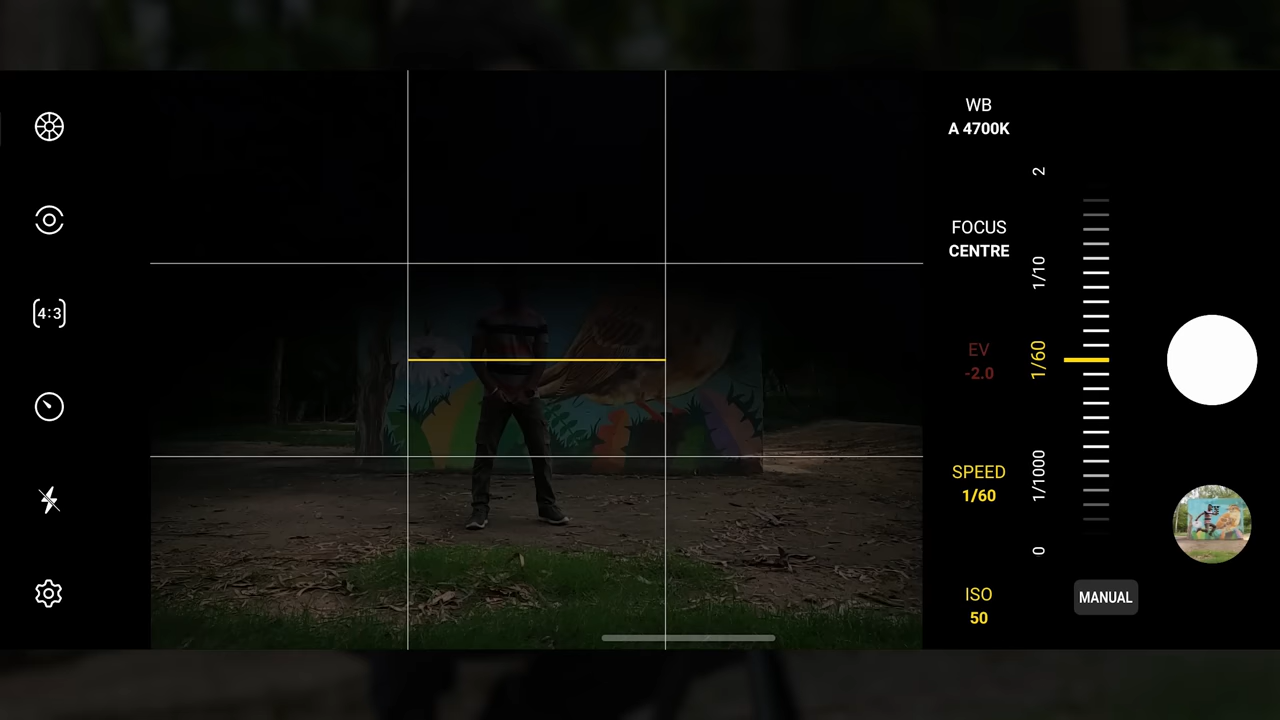 4:3
WB
A 4700K
FOCUS
CENTRE
EV
-2.0
SPEED
1/60
ISO
50
2
1/10
1/60
1/1000
0
MANUAL